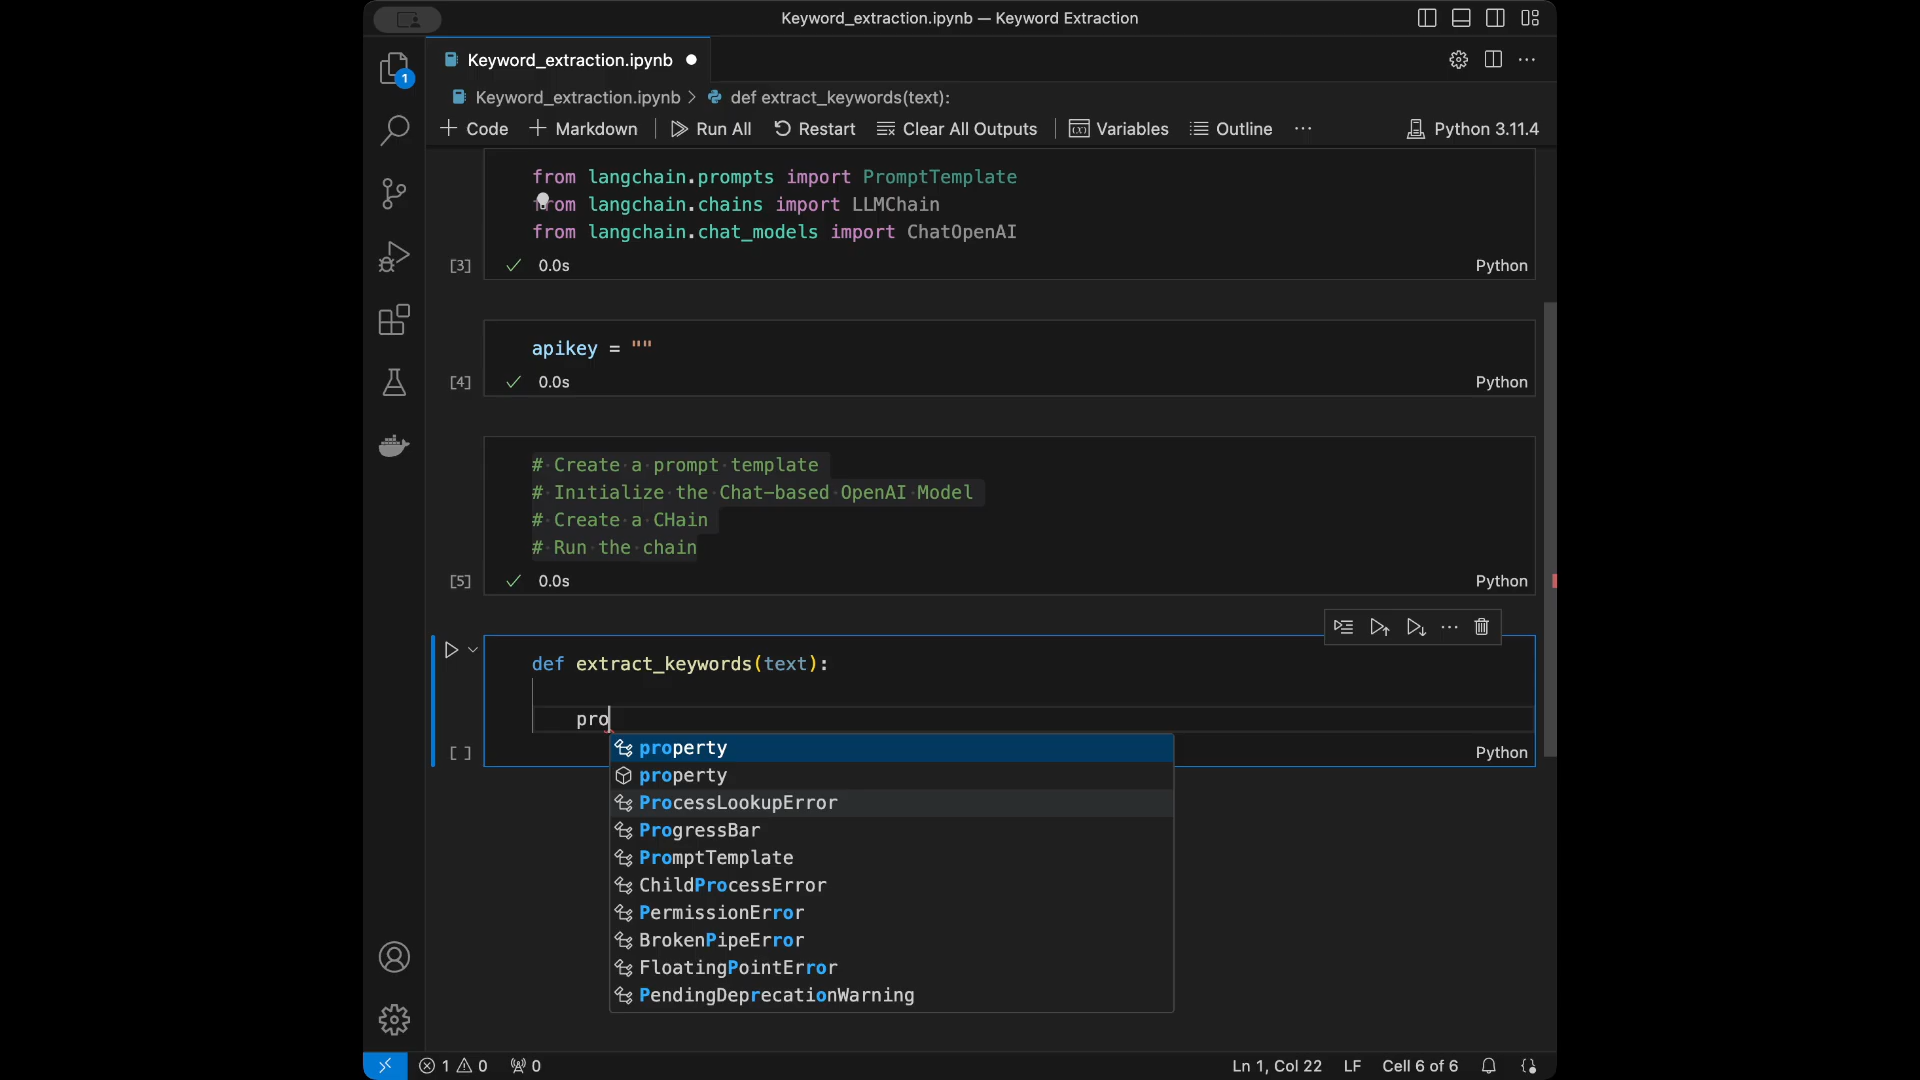 Keyword_extraction.ipynb — Keyword Extraction
1
Keyword_extraction.ipynb
Keyword_extraction.ipynb > def extract_keywords(text):
Code Markdown Run All Restart Clear All Outputs Variables Outline ... Python 3.11.4
from langchain.prompts import PromptTemplate
from langchain.chains import LLMChain
from langchain.chat_models import ChatOpenAI
[3] 0.0s Python
apikey = ""
[4] 0.0s Python
# Create a prompt template
# Initialize the Chat-based OpenAI Model
# Create a CHain
# Run the chain
[5] 0.0s Python
def extract_keywords(text):
pro
[ ] Python
property
property
ProcessLookupError
ProgressBar
PromptTemplate
ChildProcessError
PermissionError
BrokenPipeError
FloatingPointError
PendingDeprecationWarning
1 0 0 Ln 1, Col 22 LF Cell 6 of 6